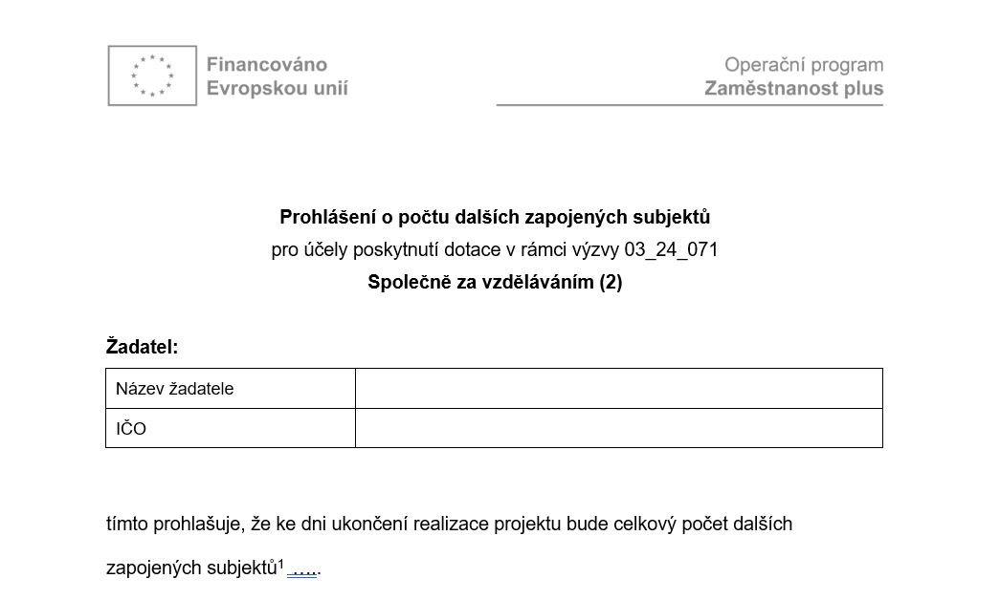 Financováno
Evropskou unií
Operační program
Zaměstnanost plus
Prohlášení o počtu dalších zapojených subjektů
pro účely poskytnutí dotace v rámci výzvy 03_24_071
Společně za vzděláváním (2)
Žadatel:
Název žadatele
IČO
tímto prohlašuje, že ke dni ukončení realizace projektu bude celkový počet dalších
zapojených subjektů¹ …..